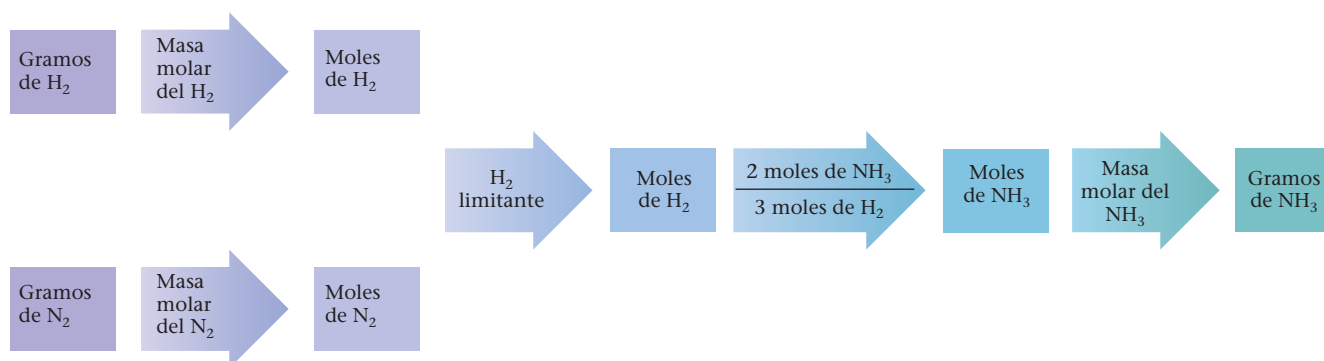 Gramos
de H₂
Masa
molar
del H₂
Moles
de H₂
Gramos
de N₂
Masa
molar
del N₂
Moles
de N₂
H₂
limitante
Moles
de H₂
2 moles de NH₃
3 moles de H₂
Moles
de NH₃
Masa
molar del
NH₃
Gramos
de NH₃